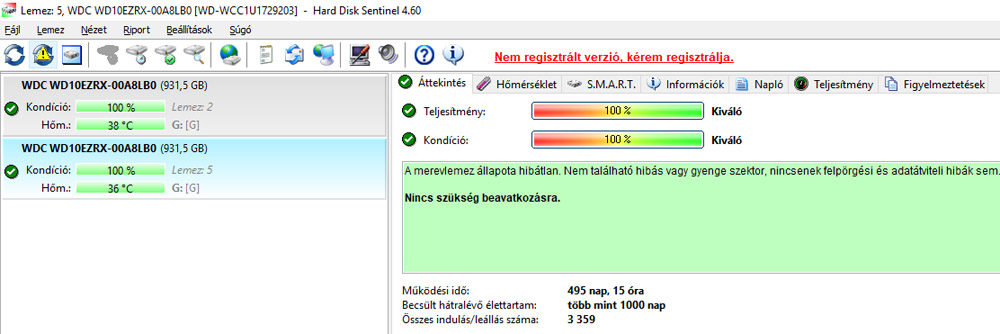 Lemez: 5, WDC WD10EZRX-00A8LB0 [WD-WCC1U1729203] - Hard Disk Sentinel 4.60
Fájl Lemez Nézet Riport Beállítások Súgó
Nem regisztrált verzió, kérem regisztrálja.
WDC WD10EZRX-00A8LB0 (931,5 GB)
Kondíció: 100 % Lemez: 2
Hőm.: 38 °C G: [G]
WDC WD10EZRX-00A8LB0 (931,5 GB)
Kondíció: 100 % Lemez: 5
Hőm.: 36 °C G: [G]
Áttekintés Hőmérséklet S.M.A.R.T. Információk Napló Teljesítmény Figyelmeztetések
Teljesítmény: 100 % Kiváló
Kondíció: 100 % Kiváló
A merevlemez állapota hibátlan. Nem található hibás vagy gyenge szektor, nincsenek felpörgési és adatátviteli hibák sem.
Nincs szükség beavatkozásra.
Működési idő: 495 nap, 15 óra
Becsült hátralévő élettartam: több mint 1000 nap
Összes indulás/leállás száma: 3 359